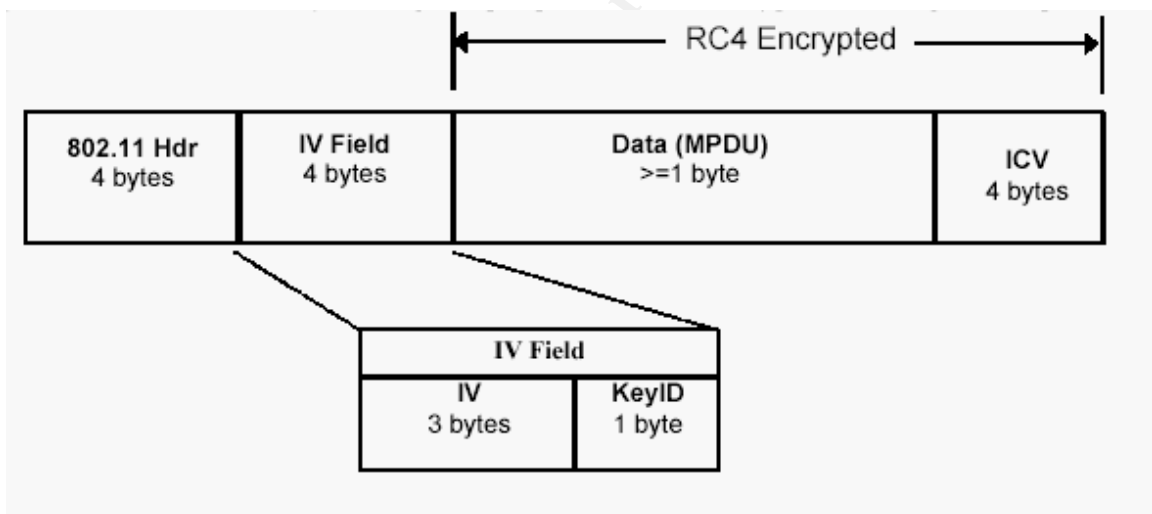 RC4 Encrypted
802.11 Hdr
4 bytes
IV Field
4 bytes
Data (MPDU)
>=1 byte
ICV
4 bytes
IV Field
IV
3 bytes
KeyID
1 byte